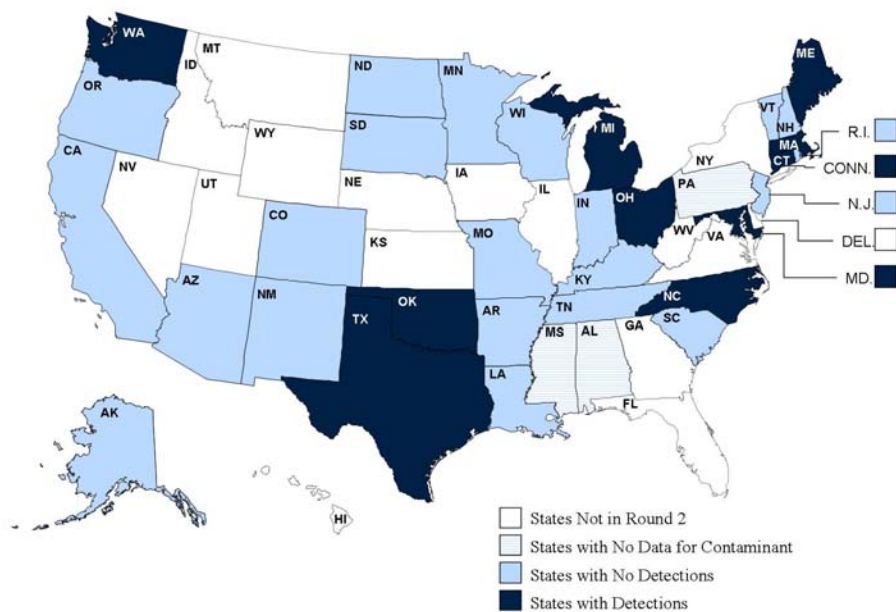 WA
ME
MT
ND
MN
ID
OR
VT
WI
NH
R.I.
MI
MA
SD
CT
WY
CONN.
CA
NY
IA
NV
NE
PA
N.J.
UT
IL
OH
IN
CO
WV
DEL.
VA
KS
MO
KY
MD.
AZ
NC
OK
TN
NM
AR
SC
TX
MS
AL
GA
LA
FL
AK
HI
States Not in Round 2
States with No Data for Contaminant
States with No Detections
States with Detections